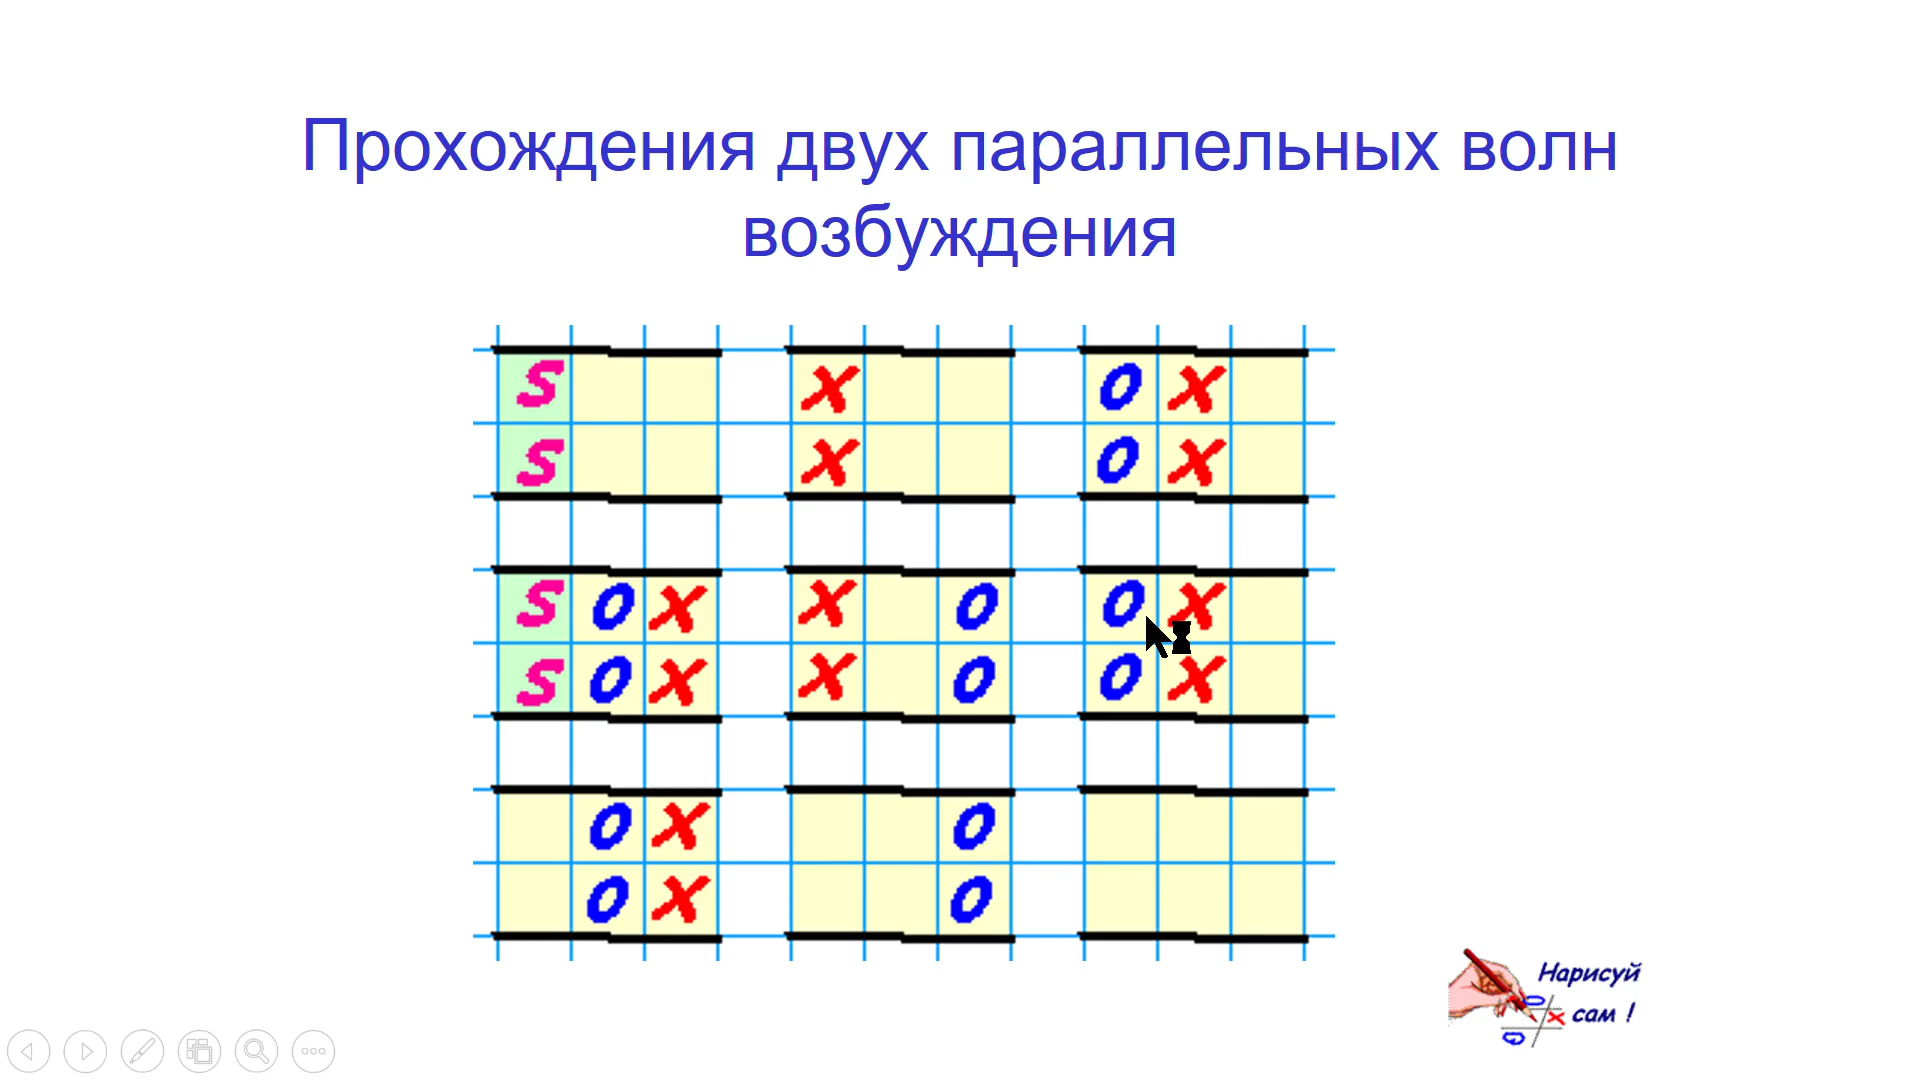 Прохождения двух параллельных волн
возбуждения
S X O X
S X O X
S O X X O O X
S O X X O O X
O X O
O X O
Нарисуй
O
X сам !
O